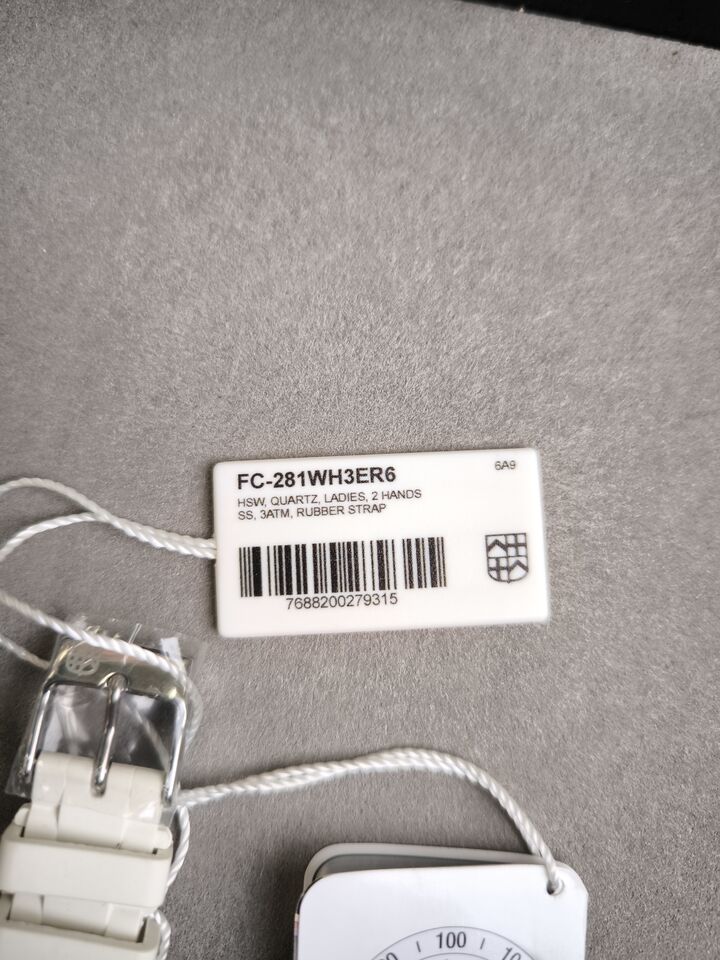 FC-281WH3ER6
6A9
HSW, QUARTZ, LADIES, 2 HANDS
SS, 3ATM, RUBBER STRAP
7688200279315
100